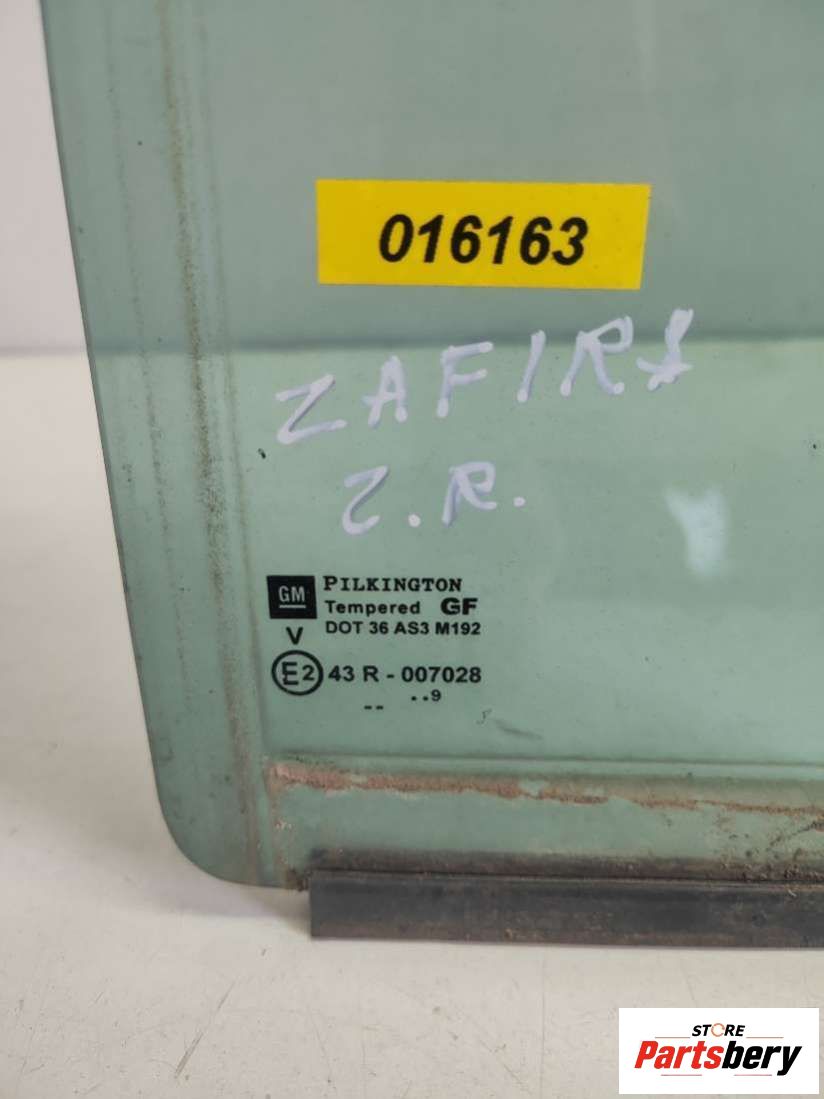 016163
ZAFIRA
Z.R.
GM PILKINGTON
Tempered GF
V DOT 36 AS3 M192
E2 43 R - 007028
-- ..9
STORE
Partsbery